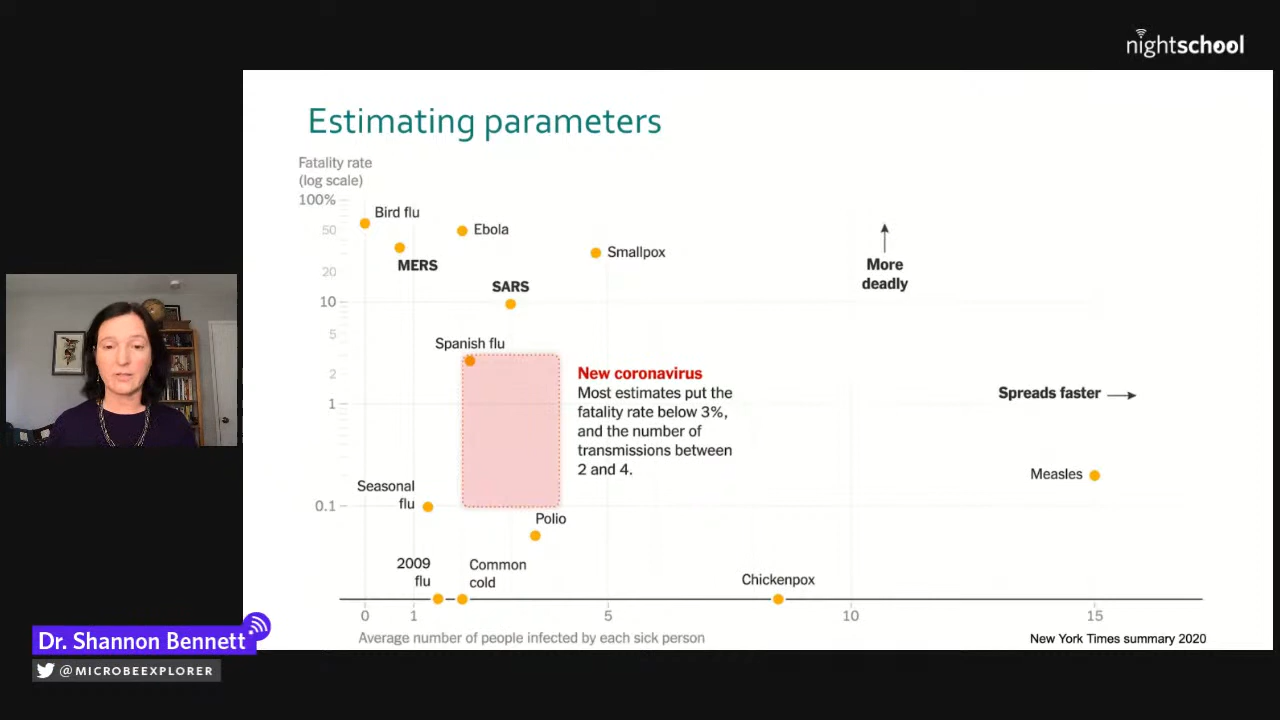 nightschool
Estimating parameters
Fatality rate
(log scale)
100%
50
20
10
5
2
1
0.1
Bird flu
Ebola
MERS
Smallpox
SARS
Spanish flu
More
deadly
New coronavirus
Most estimates put the
fatality rate below 3%,
and the number of
transmissions between
2 and 4.
Spreads faster
Measles
Seasonal
flu
Polio
2009
flu
Common
cold
Chickenpox
0
1
5
10
15
Average number of people infected by each sick person
New York Times summary 2020
Dr. Shannon Bennett
@MICROBEEXPLORER